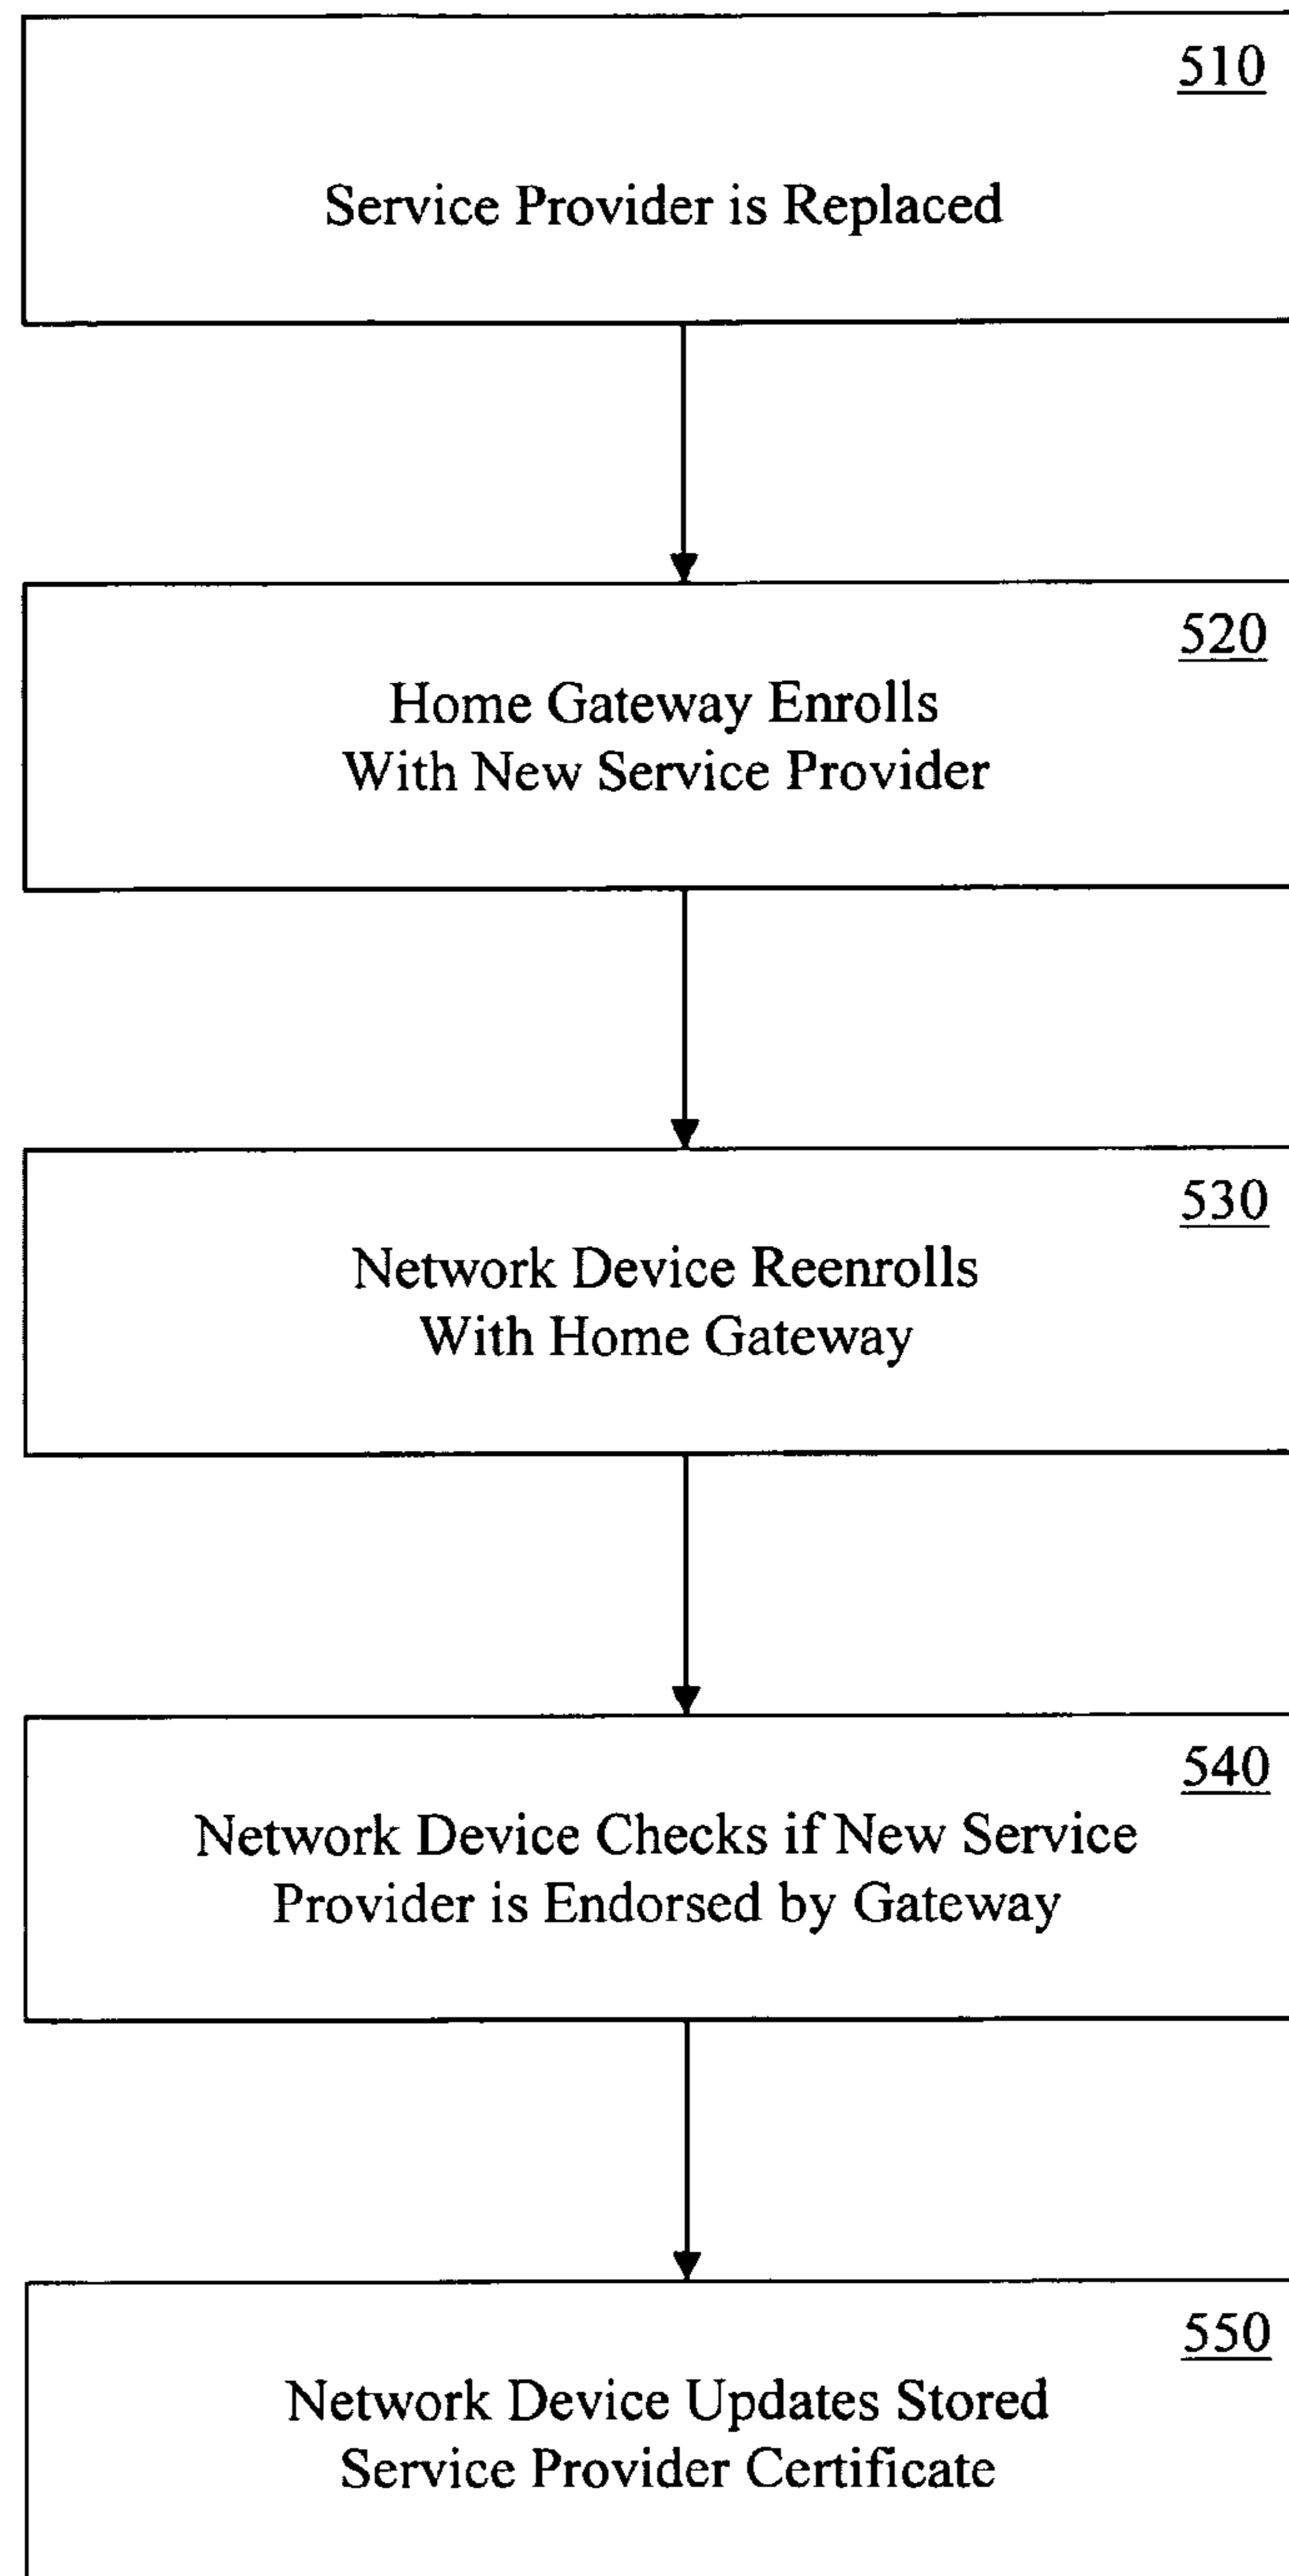 510
Service Provider is Replaced
520
Home Gateway Enrolls
With New Service Provider
530
Network Device Reenrolls
With Home Gateway
540
Network Device Checks if New Service
Provider is Endorsed by Gateway
550
Network Device Updates Stored
Service Provider Certificate